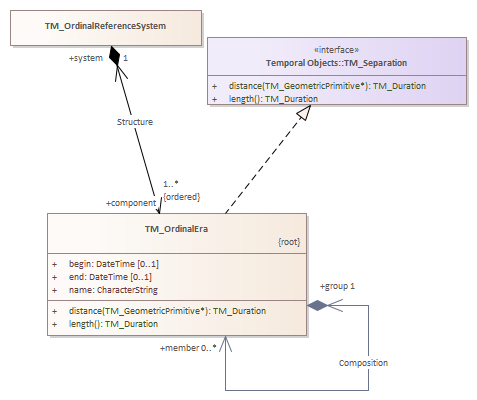 TM_OrdinalReferenceSystem
+system 1
«interface»
Temporal Objects::TM_Separation
+ distance(TM_GeometricPrimitive*): TM_Duration
+ length(): TM_Duration
Structure
1..*
+component {ordered}
TM_OrdinalEra
{root}
+ begin: DateTime [0..1]
+ end: DateTime [0..1]
+ name: CharacterString
+ distance(TM_GeometricPrimitive*): TM_Duration
+ length(): TM_Duration
+group 1
+member 0..*
Composition